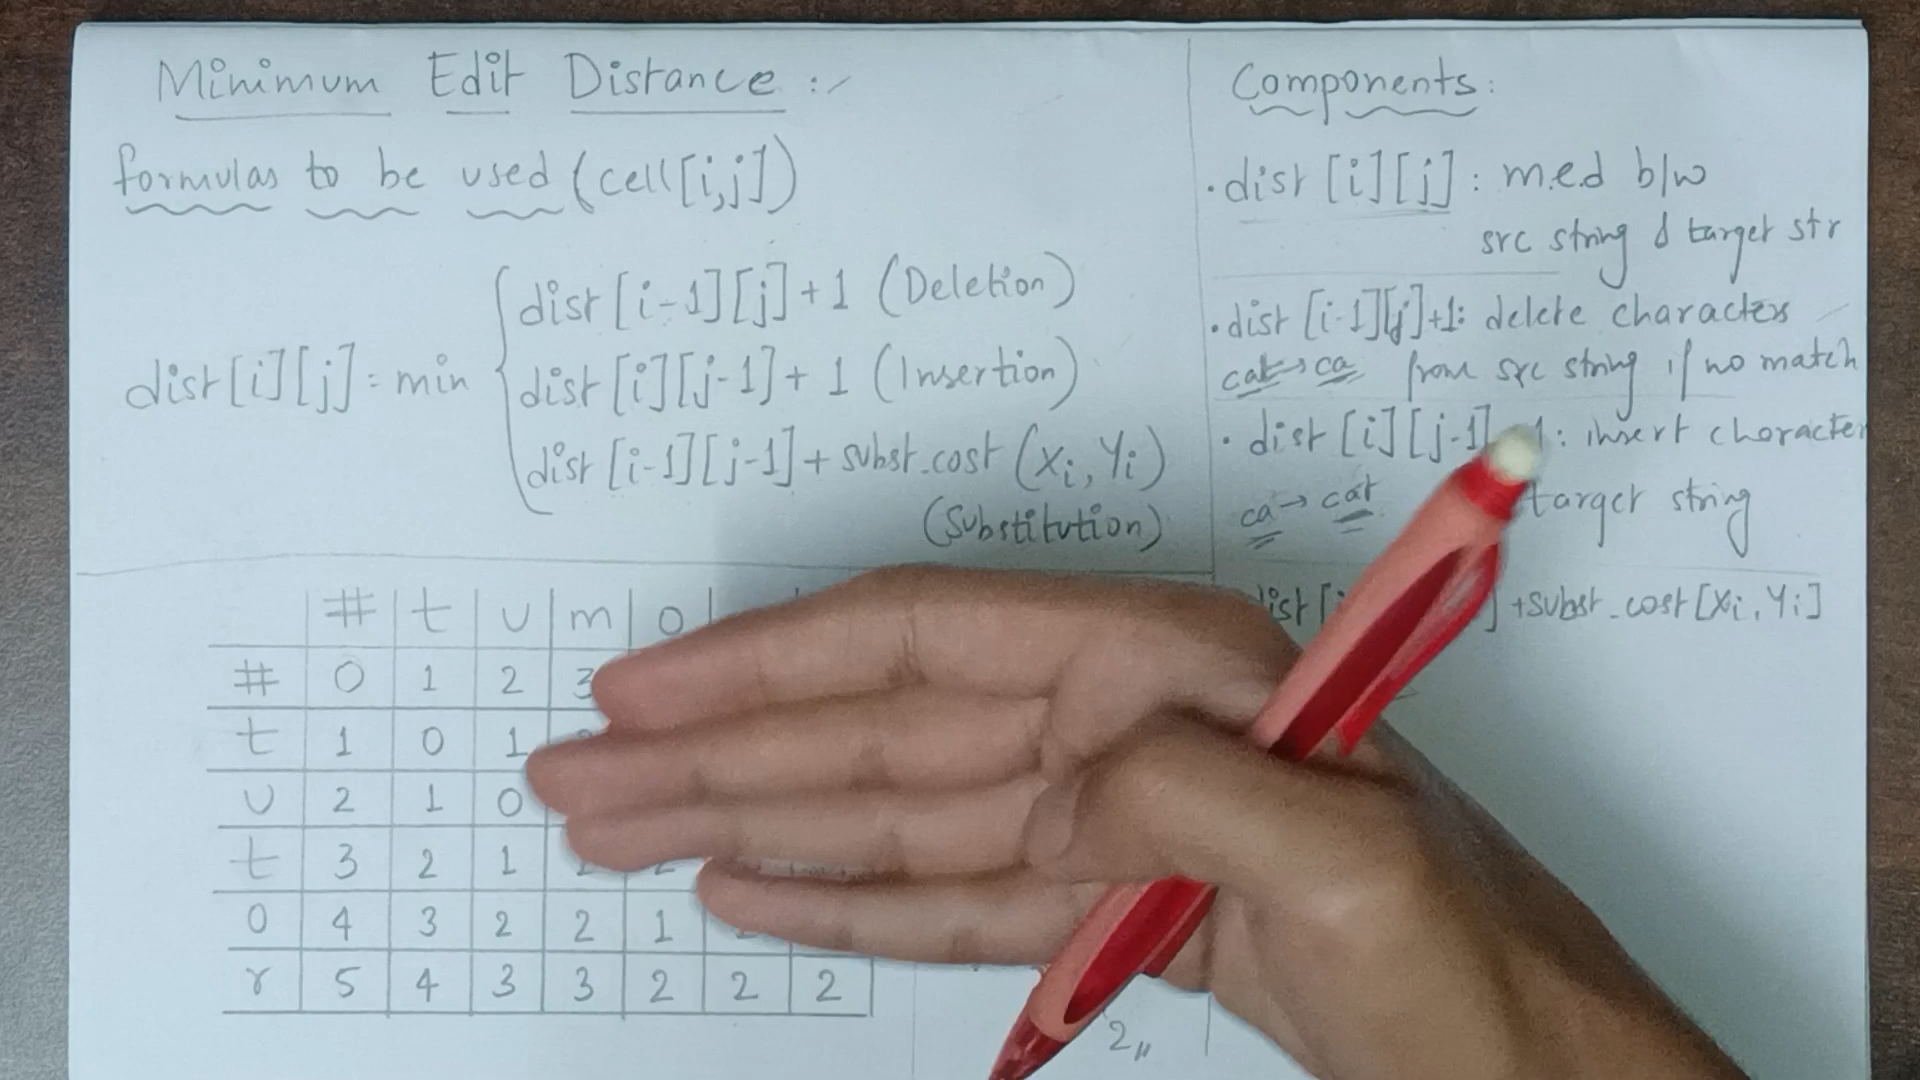 Minimum Edit Distance :-
formulas to be used (cell[i,j])
dist[i][j] = min
dist[i-1][j]+1 (Deletion)
dist[i][j-1]+1 (Insertion)
dist[i-1][j-1]+subst.cost (Xi, Yi)
(Substitution)
Components:
· dist [i][j] : m.e.d b/w
src string & target str
· dist [i-1][j]+1: delete characters
cat → ca from src string if no match
· dist [i][j-1] 1: insert character
ca → cat target string
+subst.cost[Xi, Yi]
# t u m o
# 0 1 2 3
t 1 0 1
u 2 1 0
t 3 2 1
o 4 3 2 2 1
r 5 4 3 3 2 2 2
2